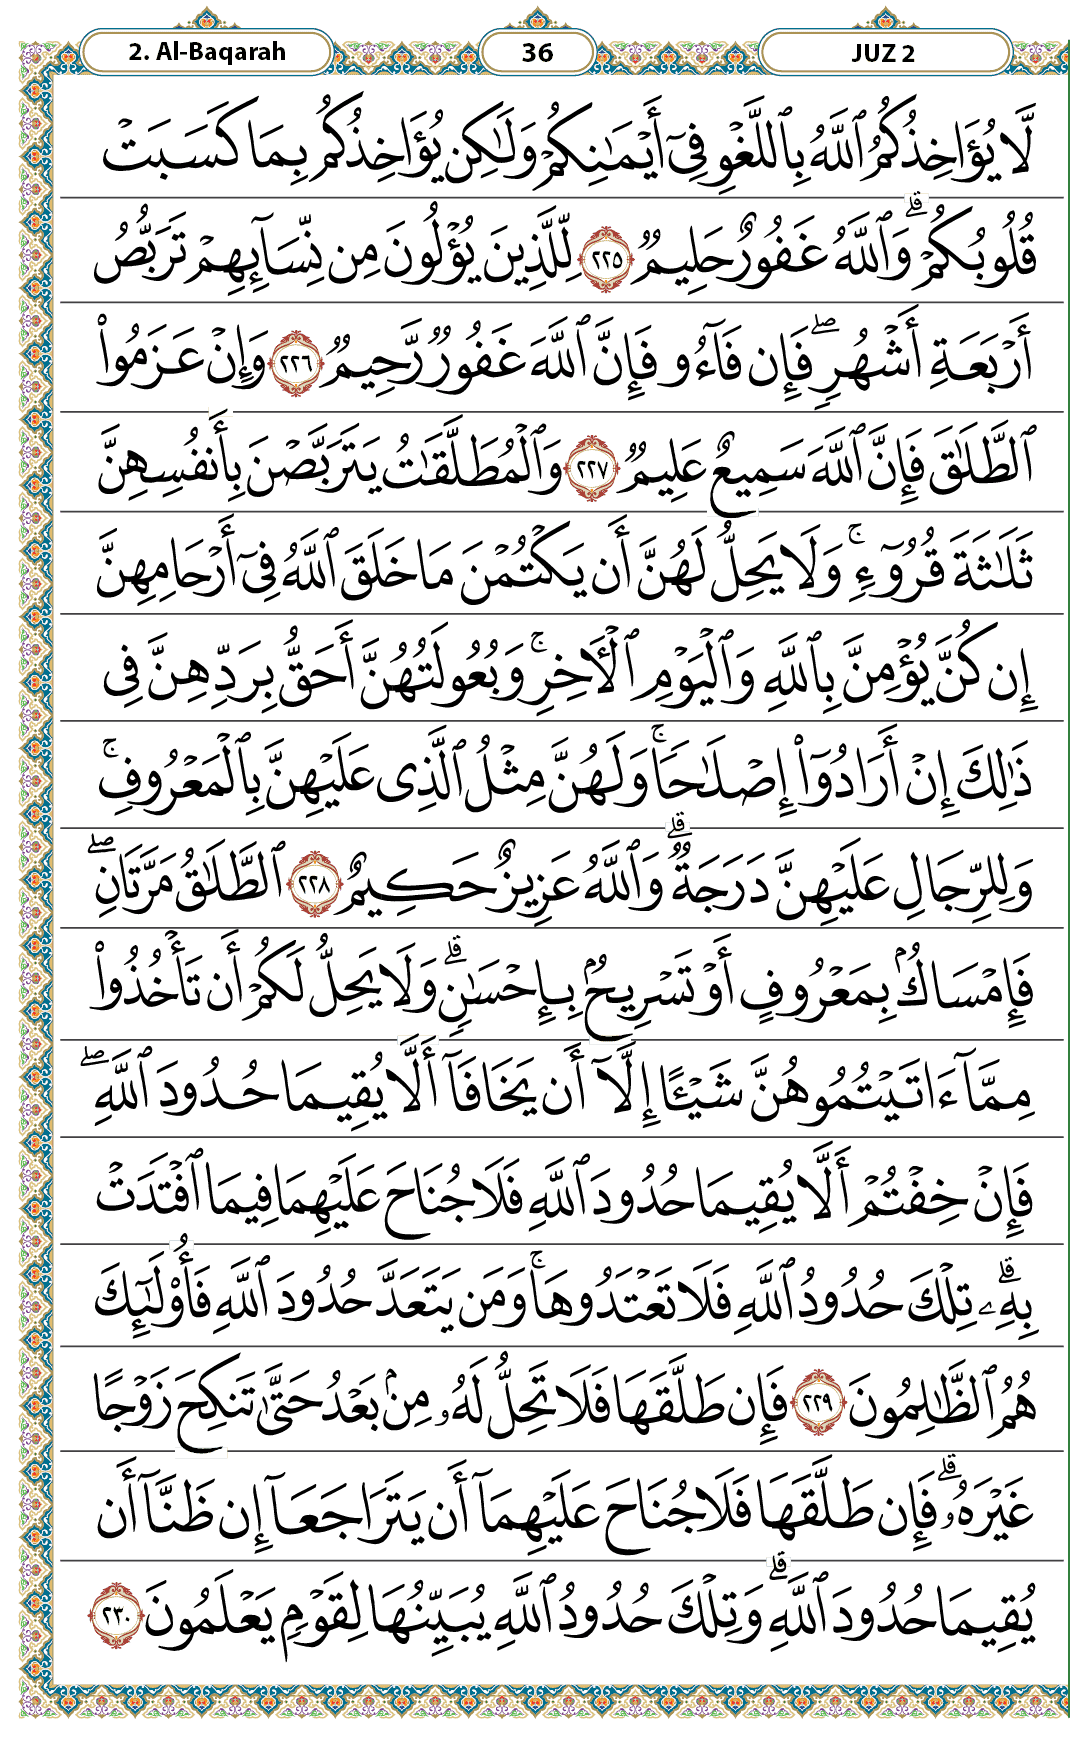 2. Al-Baqarah 36 JUZ 2
لَّا يُؤَاخِذُكُمُ ٱللَّهُ بِٱللَّغۡوِ فِىٓ أَيۡمَٰنِكُمۡ وَلَٰكِن يُؤَاخِذُكُم بِمَا كَسَبَتۡ
قُلُوبُكُمۡۗ وَٱللَّهُ غَفُورٌ حَلِيمٞ ٢٢٥ لِّلَّذِينَ يُؤۡلُونَ مِن نِّسَآئِهِمۡ تَرَبُّصُ
أَرۡبَعَةِ أَشۡهُرٖۖ فَإِن فَآءُو فَإِنَّ ٱللَّهَ غَفُورٞ رَّحِيمٞ ٢٢٦ وَإِنۡ عَزَمُواْ
ٱلطَّلَٰقَ فَإِنَّ ٱللَّهَ سَمِيعٌ عَلِيمٞ ٢٢٧ وَٱلۡمُطَلَّقَٰتُ يَتَرَبَّصۡنَ بِأَنفُسِهِنَّ
ثَلَٰثَةَ قُرُوٓءٖۚ وَلَا يَحِلُّ لَهُنَّ أَن يَكۡتُمۡنَ مَا خَلَقَ ٱللَّهُ فِىٓ أَرۡحَامِهِنَّ
إِن كُنَّ يُؤۡمِنَّ بِٱللَّهِ وَٱلۡيَوۡمِ ٱلۡأٓخِرِۚ وَبُعُولَتُهُنَّ أَحَقُّ بِرَدِّهِنَّ فِى
ذَٰلِكَ إِنۡ أَرَادُوٓاْ إِصۡلَٰحٗاۚ وَلَهُنَّ مِثۡلُ ٱلَّذِى عَلَيۡهِنَّ بِٱلۡمَعۡرُوفِۚ
وَلِلرِّجَالِ عَلَيۡهِنَّ دَرَجَةٞۗ وَٱللَّهُ عَزِيزٌ حَكِيمٌ ٢٢٨ ٱلطَّلَٰقُ مَرَّتَانِۖ
فَإِمۡسَاكُۢ بِمَعۡرُوفٍ أَوۡ تَسۡرِيحُۢ بِإِحۡسَٰنٖۗ وَلَا يَحِلُّ لَكُمۡ أَن تَأۡخُذُواْ
مِمَّآ ءَاتَيۡتُمُوهُنَّ شَيۡـًٔا إِلَّآ أَن يَخَافَآ أَلَّا يُقِيمَا حُدُودَ ٱللَّهِۖ
فَإِنۡ خِفۡتُمۡ أَلَّا يُقِيمَا حُدُودَ ٱللَّهِ فَلَا جُنَاحَ عَلَيۡهِمَا فِيمَا ٱفۡتَدَتۡ
بِهِۦۗ تِلۡكَ حُدُودُ ٱللَّهِ فَلَا تَعۡتَدُوهَاۚ وَمَن يَتَعَدَّ حُدُودَ ٱللَّهِ فَأُوْلَٰٓئِكَ
هُمُ ٱلظَّٰلِمُونَ ٢٢٩ فَإِن طَلَّقَهَا فَلَا تَحِلُّ لَهُۥ مِنۢ بَعۡدُ حَتَّىٰ تَنكِحَ زَوۡجًا
غَيۡرَهُۥۗ فَإِن طَلَّقَهَا فَلَا جُنَاحَ عَلَيۡهِمَآ أَن يَتَرَاجَعَآ إِن ظَنَّآ أَن
يُقِيمَا حُدُودَ ٱللَّهِۗ وَتِلۡكَ حُدُودُ ٱللَّهِ يُبَيِّنُهَا لِقَوۡمٖ يَعۡلَمُونَ ٢٣٠